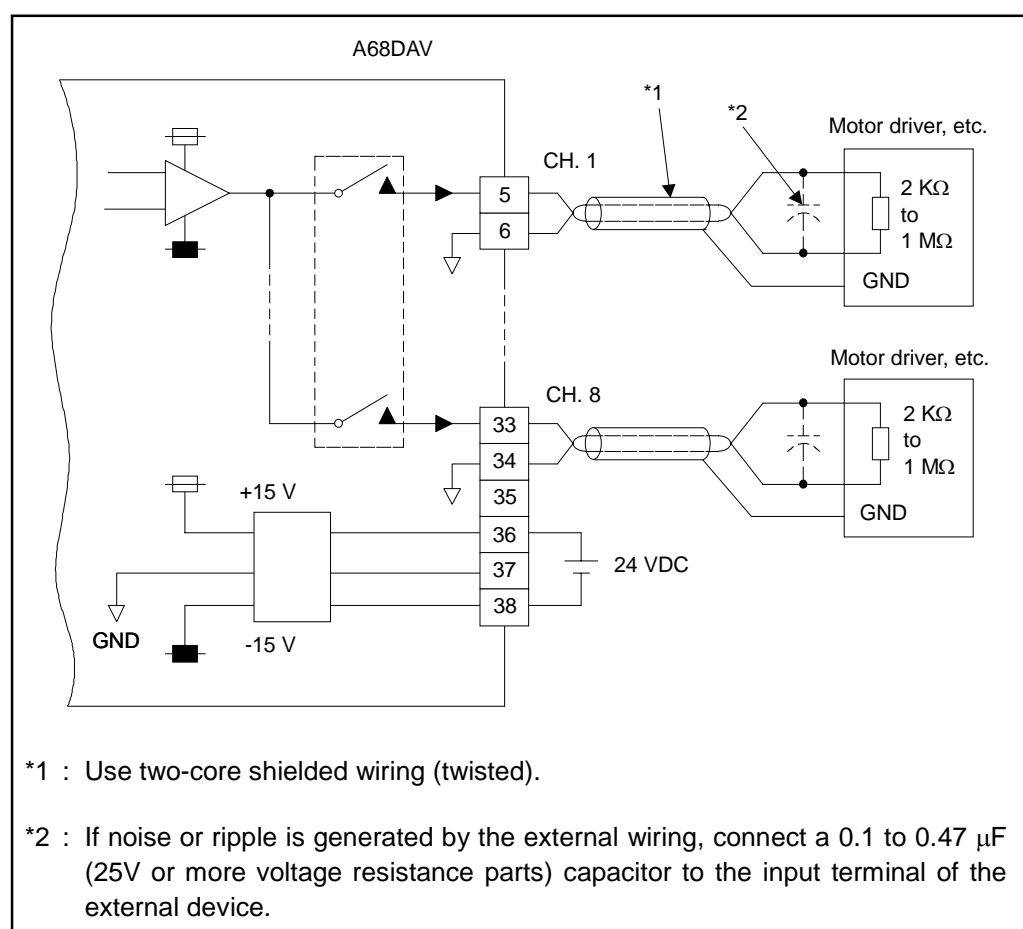 A68DAV
*1
*2
Motor driver, etc.
CH. 1
5
6
2 KΩ
to
1 MΩ
GND
Motor driver, etc.
CH. 8
33
34
35
36
37
38
2 KΩ
to
1 MΩ
GND
+15 V
24 VDC
GND
-15 V
*1 : Use two-core shielded wiring (twisted).
*2 : If noise or ripple is generated by the external wiring, connect a 0.1 to 0.47 μF
(25V or more voltage resistance parts) capacitor to the input terminal of the
external device.